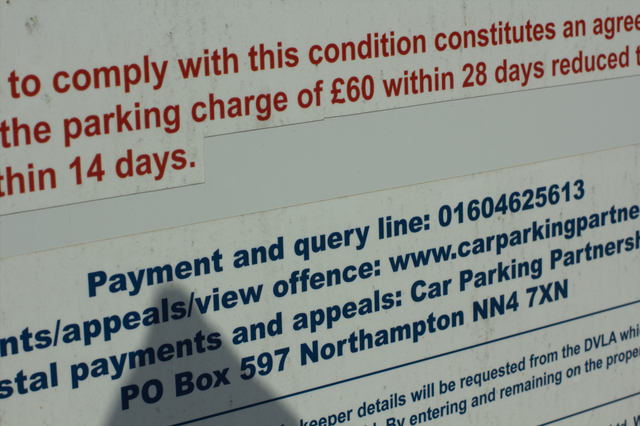 to comply with this condition constitutes an agree
the parking charge of £60 within 28 days reduced t
thin 14 days.
Payment and query line: 01604625613
nts/appeals/view offence: www.carparkingpartne
stal payments and appeals: Car Parking Partnersh
PO Box 597 Northampton NN4 7XN
keeper details will be requested from the DVLA whi
By entering and remaining on the prope